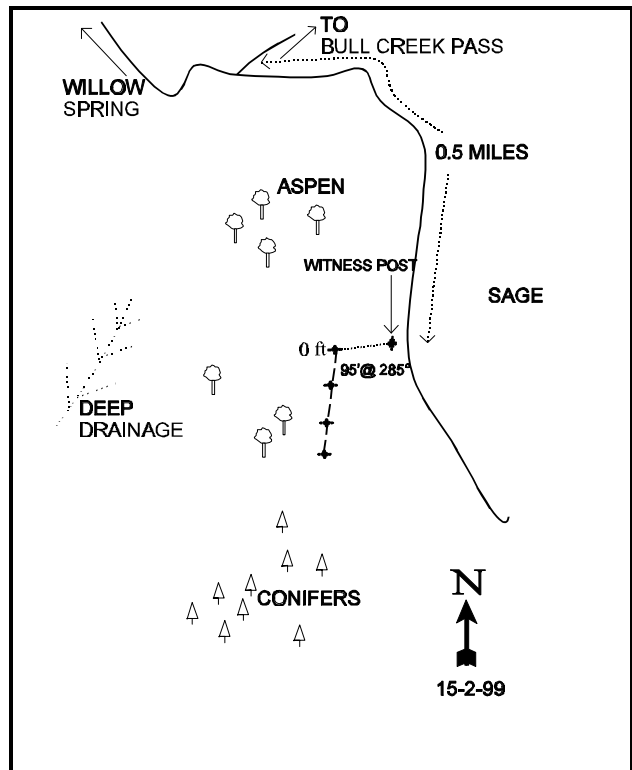 TO
BULL CREEK PASS
WILLOW
SPRING
0.5 MILES
ASPEN
WITNESS POST
SAGE
0 ft
95'@ 285°
DEEP
DRAINAGE
CONIFERS
N
15-2-99